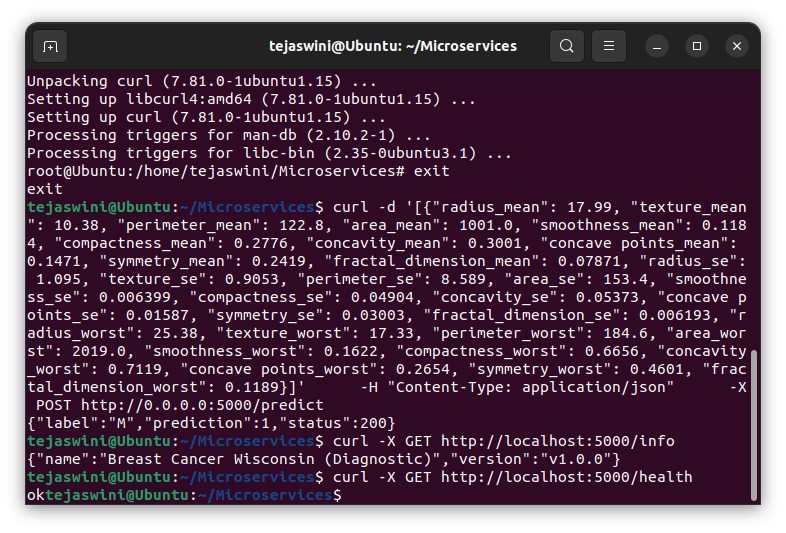 tejaswini@Ubuntu: ~/Microservices
Unpacking curl (7.81.0-1ubuntu1.15) ...
Setting up libcurl4:amd64 (7.81.0-1ubuntu1.15) ...
Setting up curl (7.81.0-1ubuntu1.15) ...
Processing triggers for man-db (2.10.2-1) ...
Processing triggers for libc-bin (2.35-0ubuntu3.1) ...
root@Ubuntu:/home/tejaswini/Microservices# exit
exit
tejaswini@Ubuntu:~/Microservices$ curl -d '[{"radius_mean": 17.99, "texture_mean
": 10.38, "perimeter_mean": 122.8, "area_mean": 1001.0, "smoothness_mean": 0.118
4, "compactness_mean": 0.2776, "concavity_mean": 0.3001, "concave points_mean":
0.1471, "symmetry_mean": 0.2419, "fractal_dimension_mean": 0.07871, "radius_se":
 1.095, "texture_se": 0.9053, "perimeter_se": 8.589, "area_se": 153.4, "smoothne
ss_se": 0.006399, "compactness_se": 0.04904, "concavity_se": 0.05373, "concave p
oints_se": 0.01587, "symmetry_se": 0.03003, "fractal_dimension_se": 0.006193, "r
adius_worst": 25.38, "texture_worst": 17.33, "perimeter_worst": 184.6, "area_wor
st": 2019.0, "smoothness_worst": 0.1622, "compactness_worst": 0.6656, "concavity
_worst": 0.7119, "concave points_worst": 0.2654, "symmetry_worst": 0.4601, "frac
tal_dimension_worst": 0.1189}]'      -H "Content-Type: application/json"      -X
 POST http://0.0.0.0:5000/predict
{"label":"M","prediction":1,"status":200}
tejaswini@Ubuntu:~/Microservices$ curl -X GET http://localhost:5000/info
{"name":"Breast Cancer Wisconsin (Diagnostic)","version":"v1.0.0"}
tejaswini@Ubuntu:~/Microservices$ curl -X GET http://localhost:5000/health
oktejaswini@Ubuntu:~/Microservices$